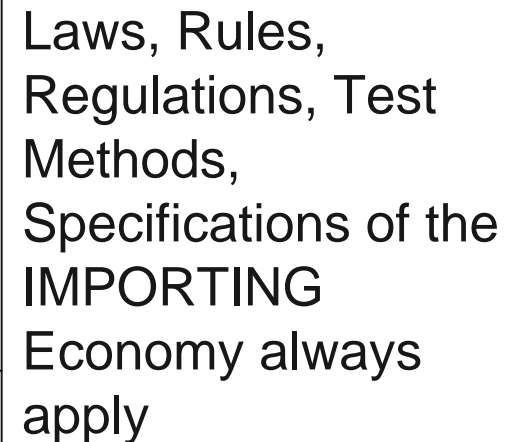 Laws, Rules,
Regulations, Test
Methods,
Specifications of the
IMPORTING
Economy always
apply